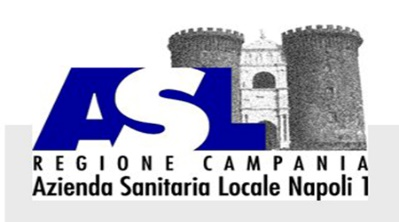 ASL
REGIONE CAMPANIA
Azienda Sanitaria Locale Napoli 1